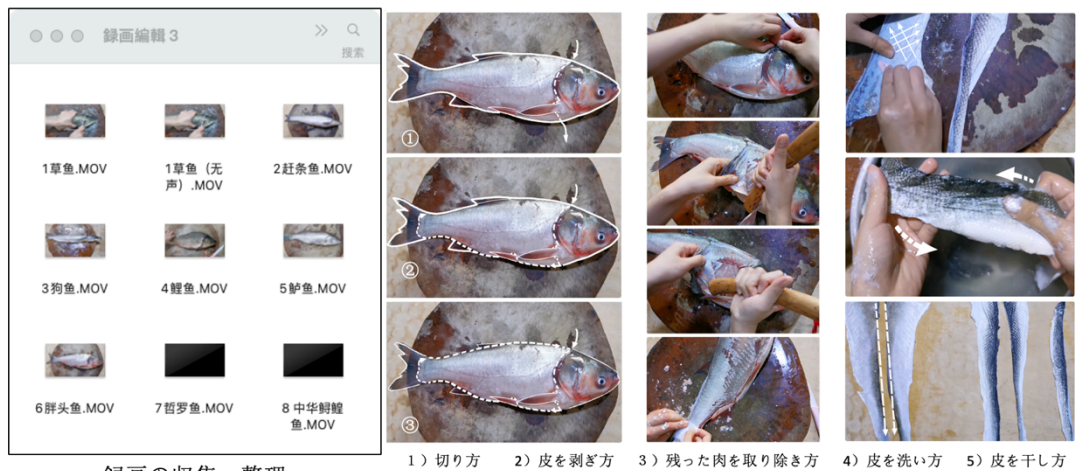 録画編輯 3
搜索
1草鱼.MOV
1草鱼（无
声）.MOV
2赶条鱼.MOV
3狗鱼.MOV
4鲤鱼.MOV
5鲈鱼.MOV
6胖头鱼.MOV
7哲罗鱼.MOV
8 中华鲟鳇
鱼.MOV
①
②
③
1）切り方
2）皮を剥ぎ方
3）残った肉を取り除き方
4）皮を洗い方
5）皮を干し方